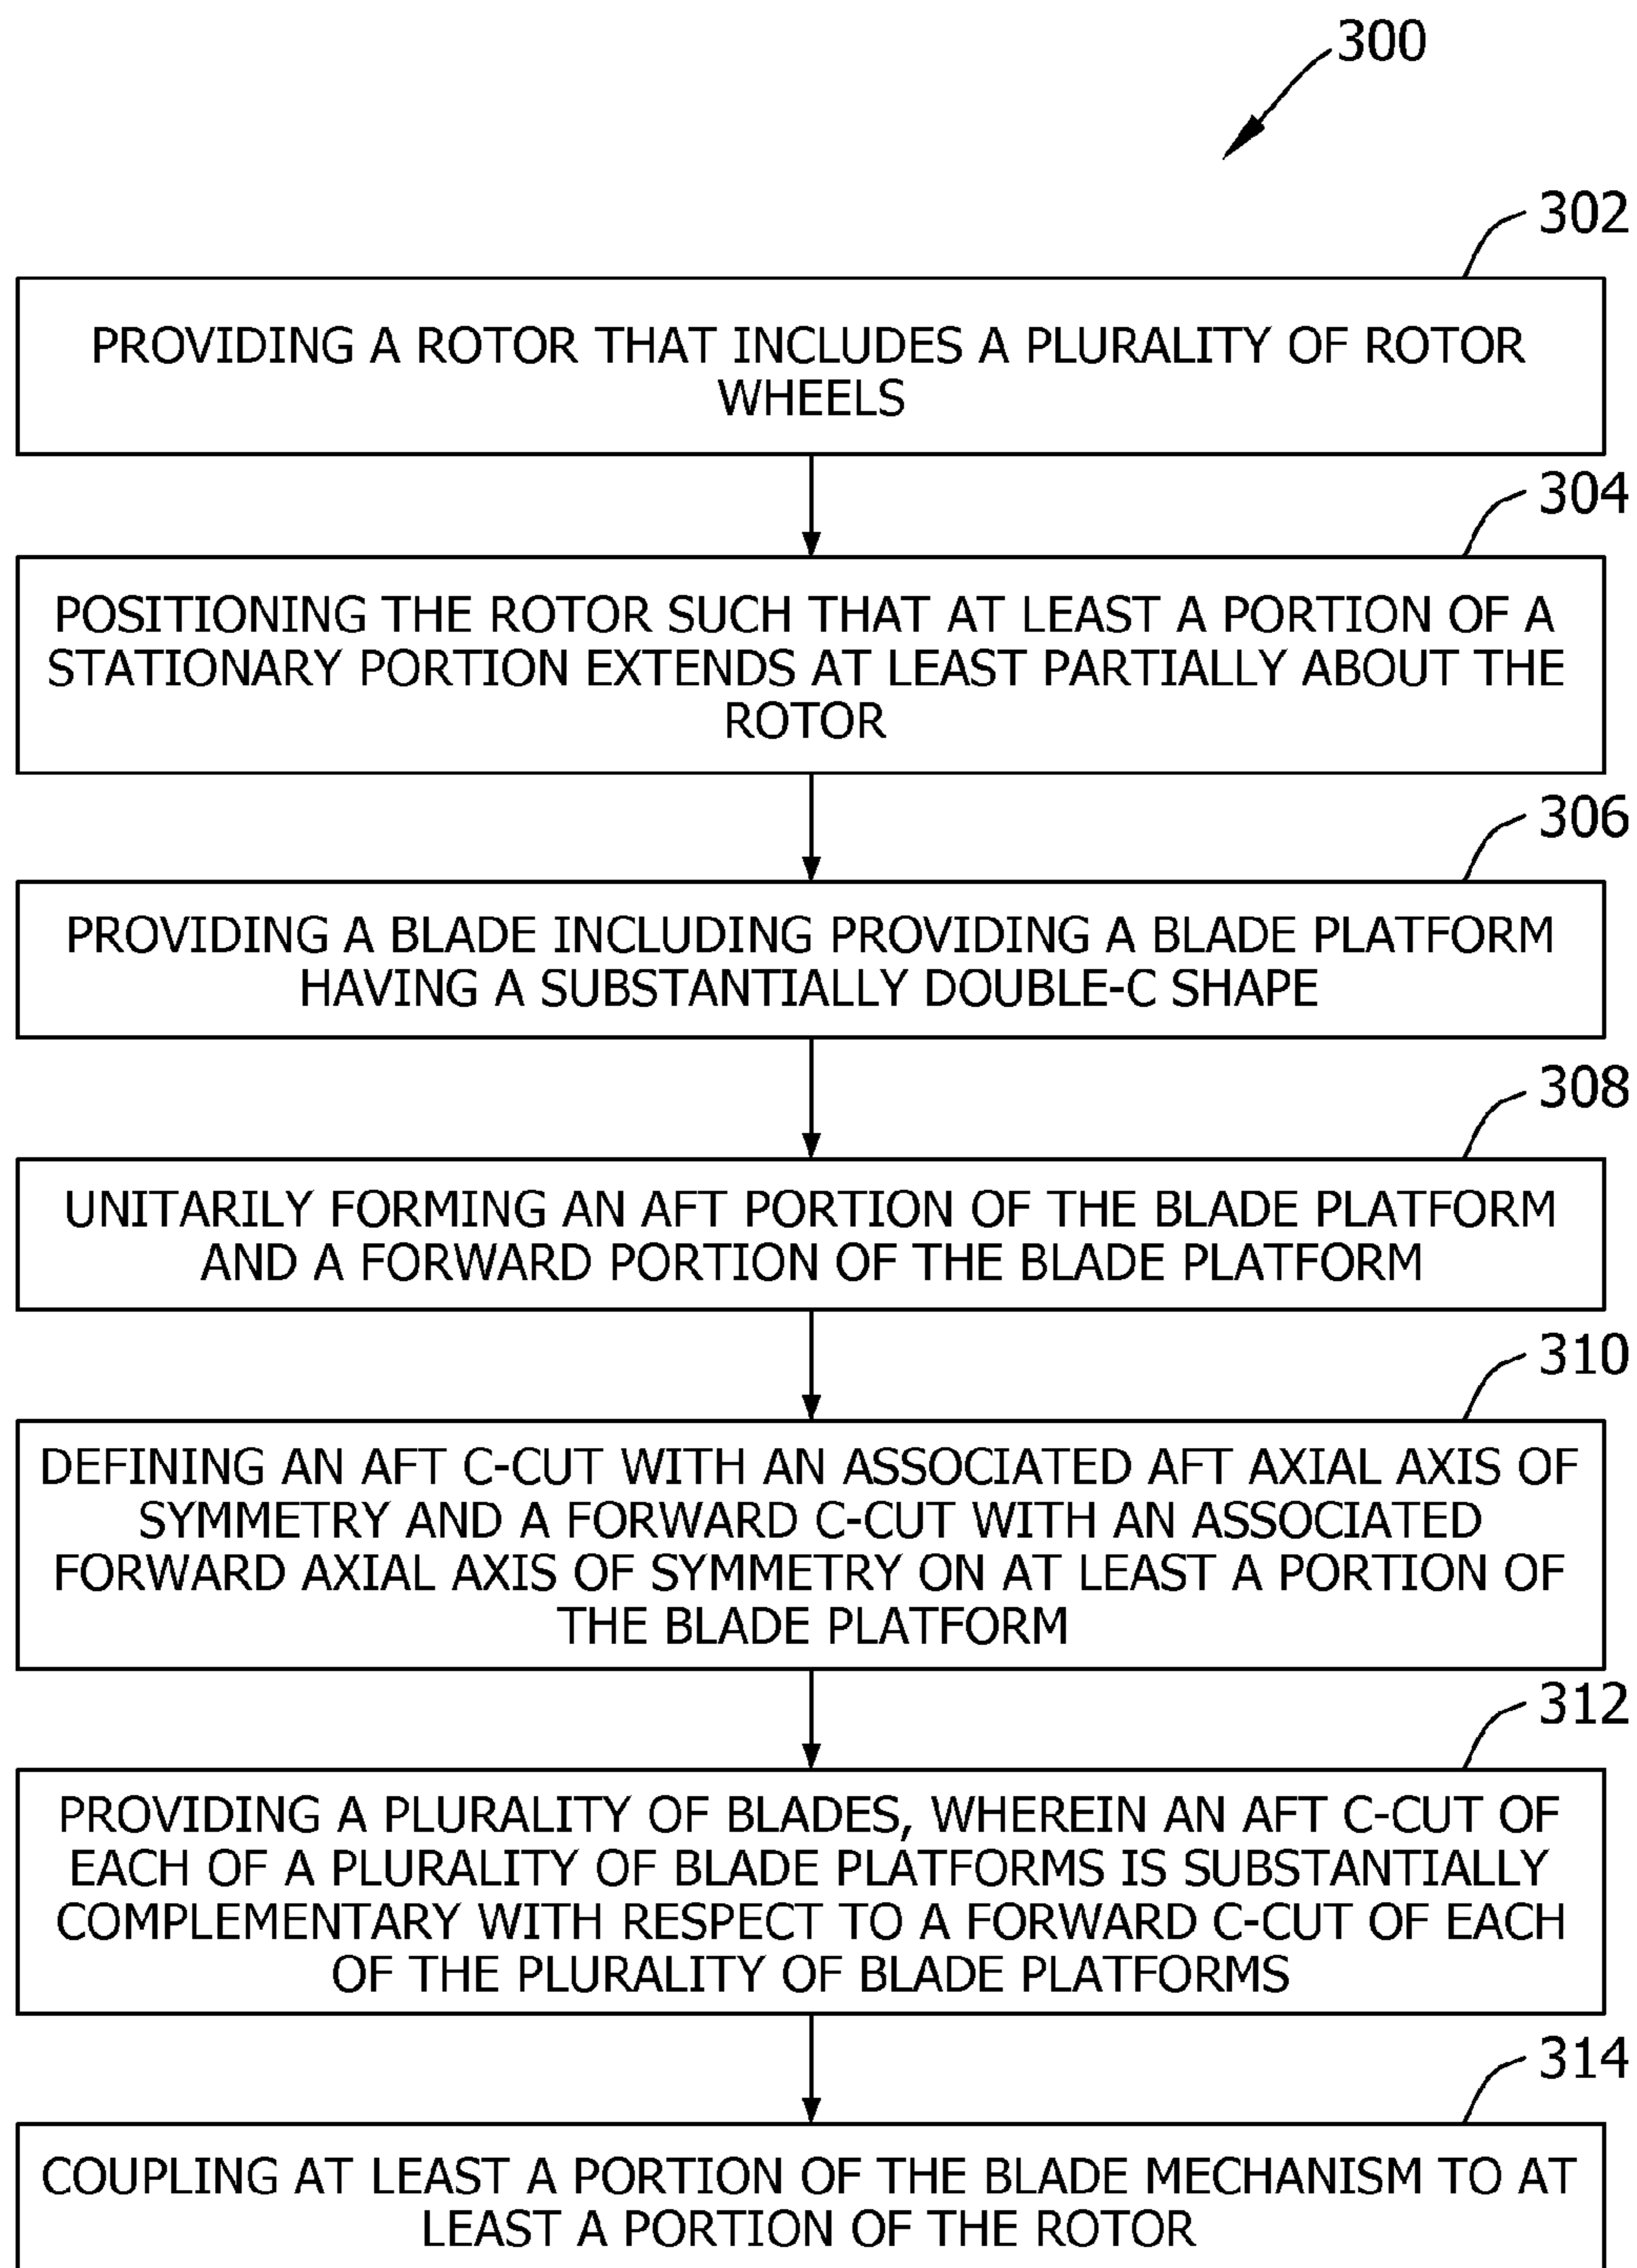 300
302
PROVIDING A ROTOR THAT INCLUDES A PLURALITY OF ROTOR
WHEELS
304
POSITIONING THE ROTOR SUCH THAT AT LEAST A PORTION OF A
STATIONARY PORTION EXTENDS AT LEAST PARTIALLY ABOUT THE
ROTOR
306
PROVIDING A BLADE INCLUDING PROVIDING A BLADE PLATFORM
HAVING A SUBSTANTIALLY DOUBLE-C SHAPE
308
UNITARILY FORMING AN AFT PORTION OF THE BLADE PLATFORM
AND A FORWARD PORTION OF THE BLADE PLATFORM
310
DEFINING AN AFT C-CUT WITH AN ASSOCIATED AFT AXIAL AXIS OF
SYMMETRY AND A FORWARD C-CUT WITH AN ASSOCIATED
FORWARD AXIAL AXIS OF SYMMETRY ON AT LEAST A PORTION OF
THE BLADE PLATFORM
312
PROVIDING A PLURALITY OF BLADES, WHEREIN AN AFT C-CUT OF
EACH OF A PLURALITY OF BLADE PLATFORMS IS SUBSTANTIALLY
COMPLEMENTARY WITH RESPECT TO A FORWARD C-CUT OF EACH
OF THE PLURALITY OF BLADE PLATFORMS
314
COUPLING AT LEAST A PORTION OF THE BLADE MECHANISM TO AT
LEAST A PORTION OF THE ROTOR